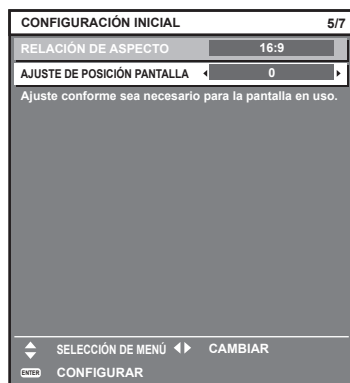 CONFIGURACIÓN INICIAL 5/7
RELACIÓN DE ASPECTO 16:9
AJUSTE DE POSICIÓN PANTALLA 0
Ajuste conforme sea necesario para la pantalla en uso.
SELECCIÓN DE MENÚ CAMBIAR
ENTER CONFIGURAR